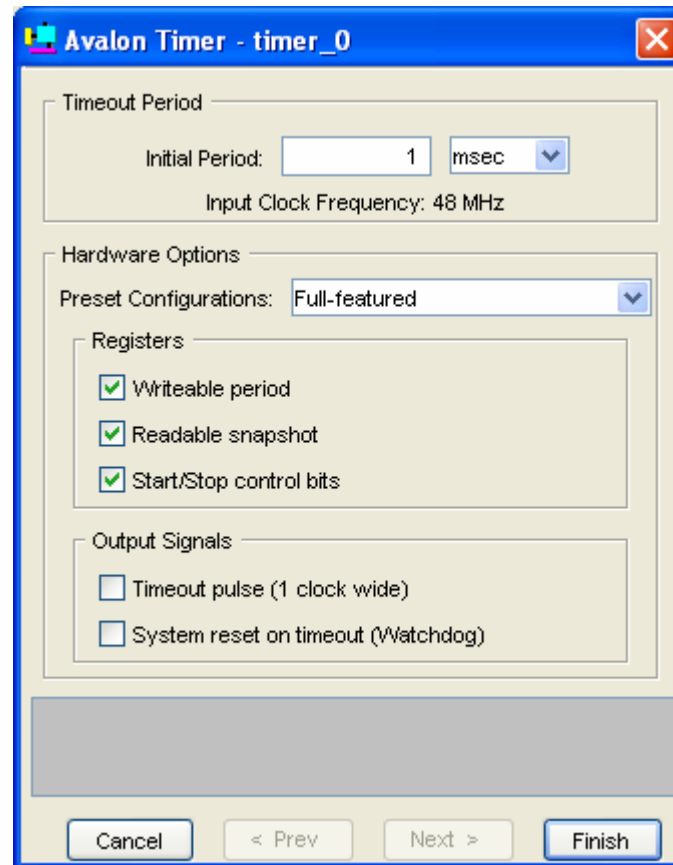 Avalon Timer - timer_0
Timeout Period
Initial Period: 1 msec
Input Clock Frequency: 48 MHz
Hardware Options
Preset Configurations: Full-featured
Registers
Writeable period
Readable snapshot
Start/Stop control bits
Output Signals
Timeout pulse (1 clock wide)
System reset on timeout (Watchdog)
Cancel < Prev Next > Finish